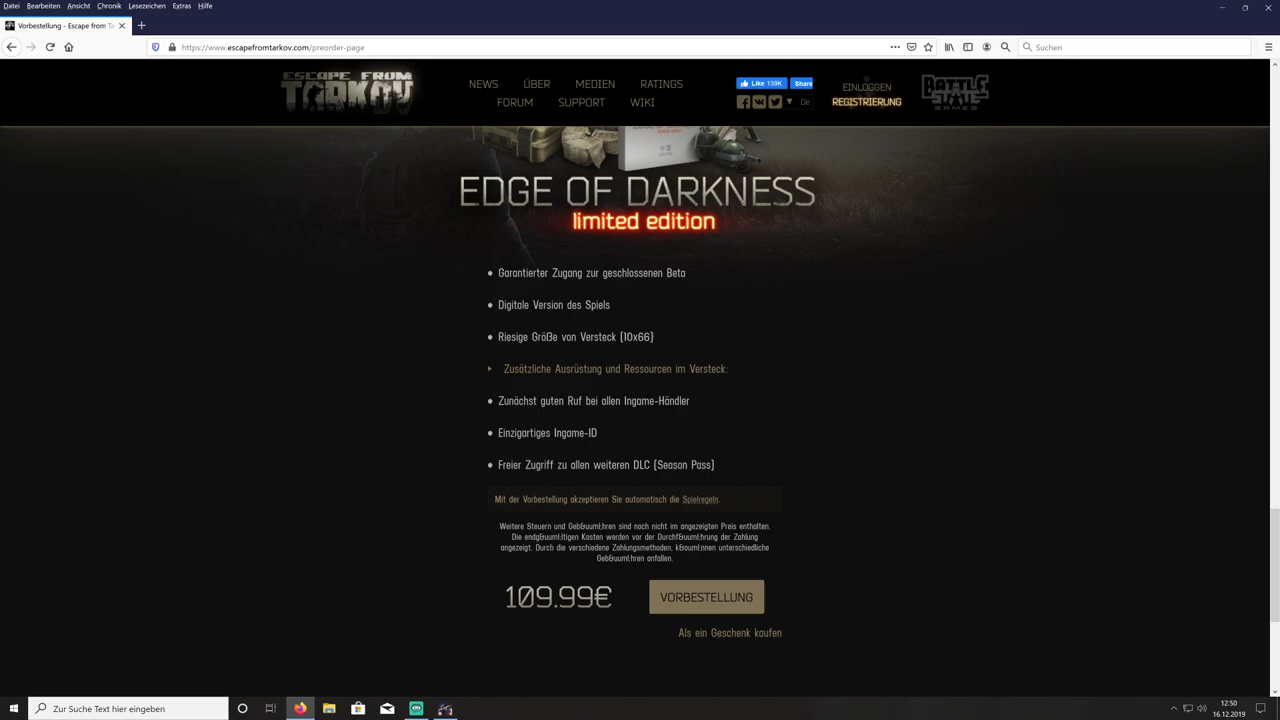 Datei Bearbeiten Ansicht Chronik Lesezeichen Extras Hilfe
Vorbestellung - Escape from Ta
https://www.escapefromtarkov.com/preorder-page
Suchen
ESCAPE FROM
TARKOV
NEWS ÜBER MEDIEN RATINGS
FORUM SUPPORT WIKI
Like 139K Share
De
EINLOGGEN
REGISTRIERUNG
BATTLE
STATE
GAMES
EDGE OF DARKNESS
limited edition
Garantierter Zugang zur geschlossenen Beta
Digitale Version des Spiels
Riesige Größe von Versteck (10x66)
Zusätzliche Ausrüstung und Ressourcen im Versteck:
Zunächst guten Ruf bei allen Ingame-Händler
Einzigartiges Ingame-ID
Freier Zugriff zu allen weiteren DLC (Season Pass)
Mit der Vorbestellung akzeptieren Sie automatisch die Spielregeln.
Weitere Steuern und Geb&uuml;hren sind noch nicht im angezeigten Preis enthalten.
Die endg&uuml;ltigen Kosten werden vor der Durchf&uuml;hrung der Zahlung
angezeigt. Durch die verschiedene Zahlungsmethoden, k&ouml;nnen unterschiedliche
Geb&uuml;hren anfallen.
109.99€ VORBESTELLUNG
Als ein Geschenk kaufen
Zur Suche Text hier eingeben
12:50
16.12.2019